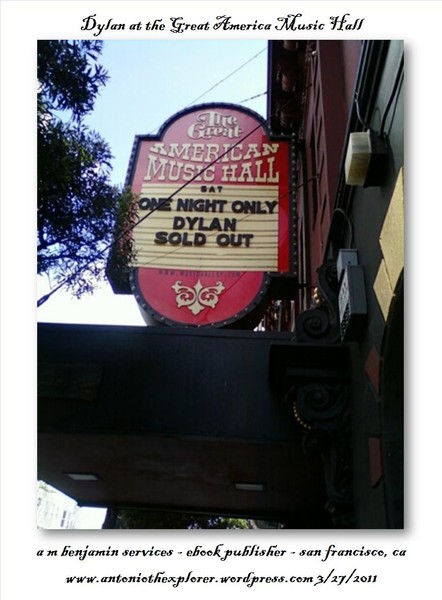 Dylan at the Great America Music Hall
The
Great
AMERICAN
MUSIC HALL
SAT
ONE NIGHT ONLY
DYLAN
SOLD OUT
a m benjamin services - ebook publisher - san francisco, ca
www.antoniothexplorer.wordpress.com 3/27/2011